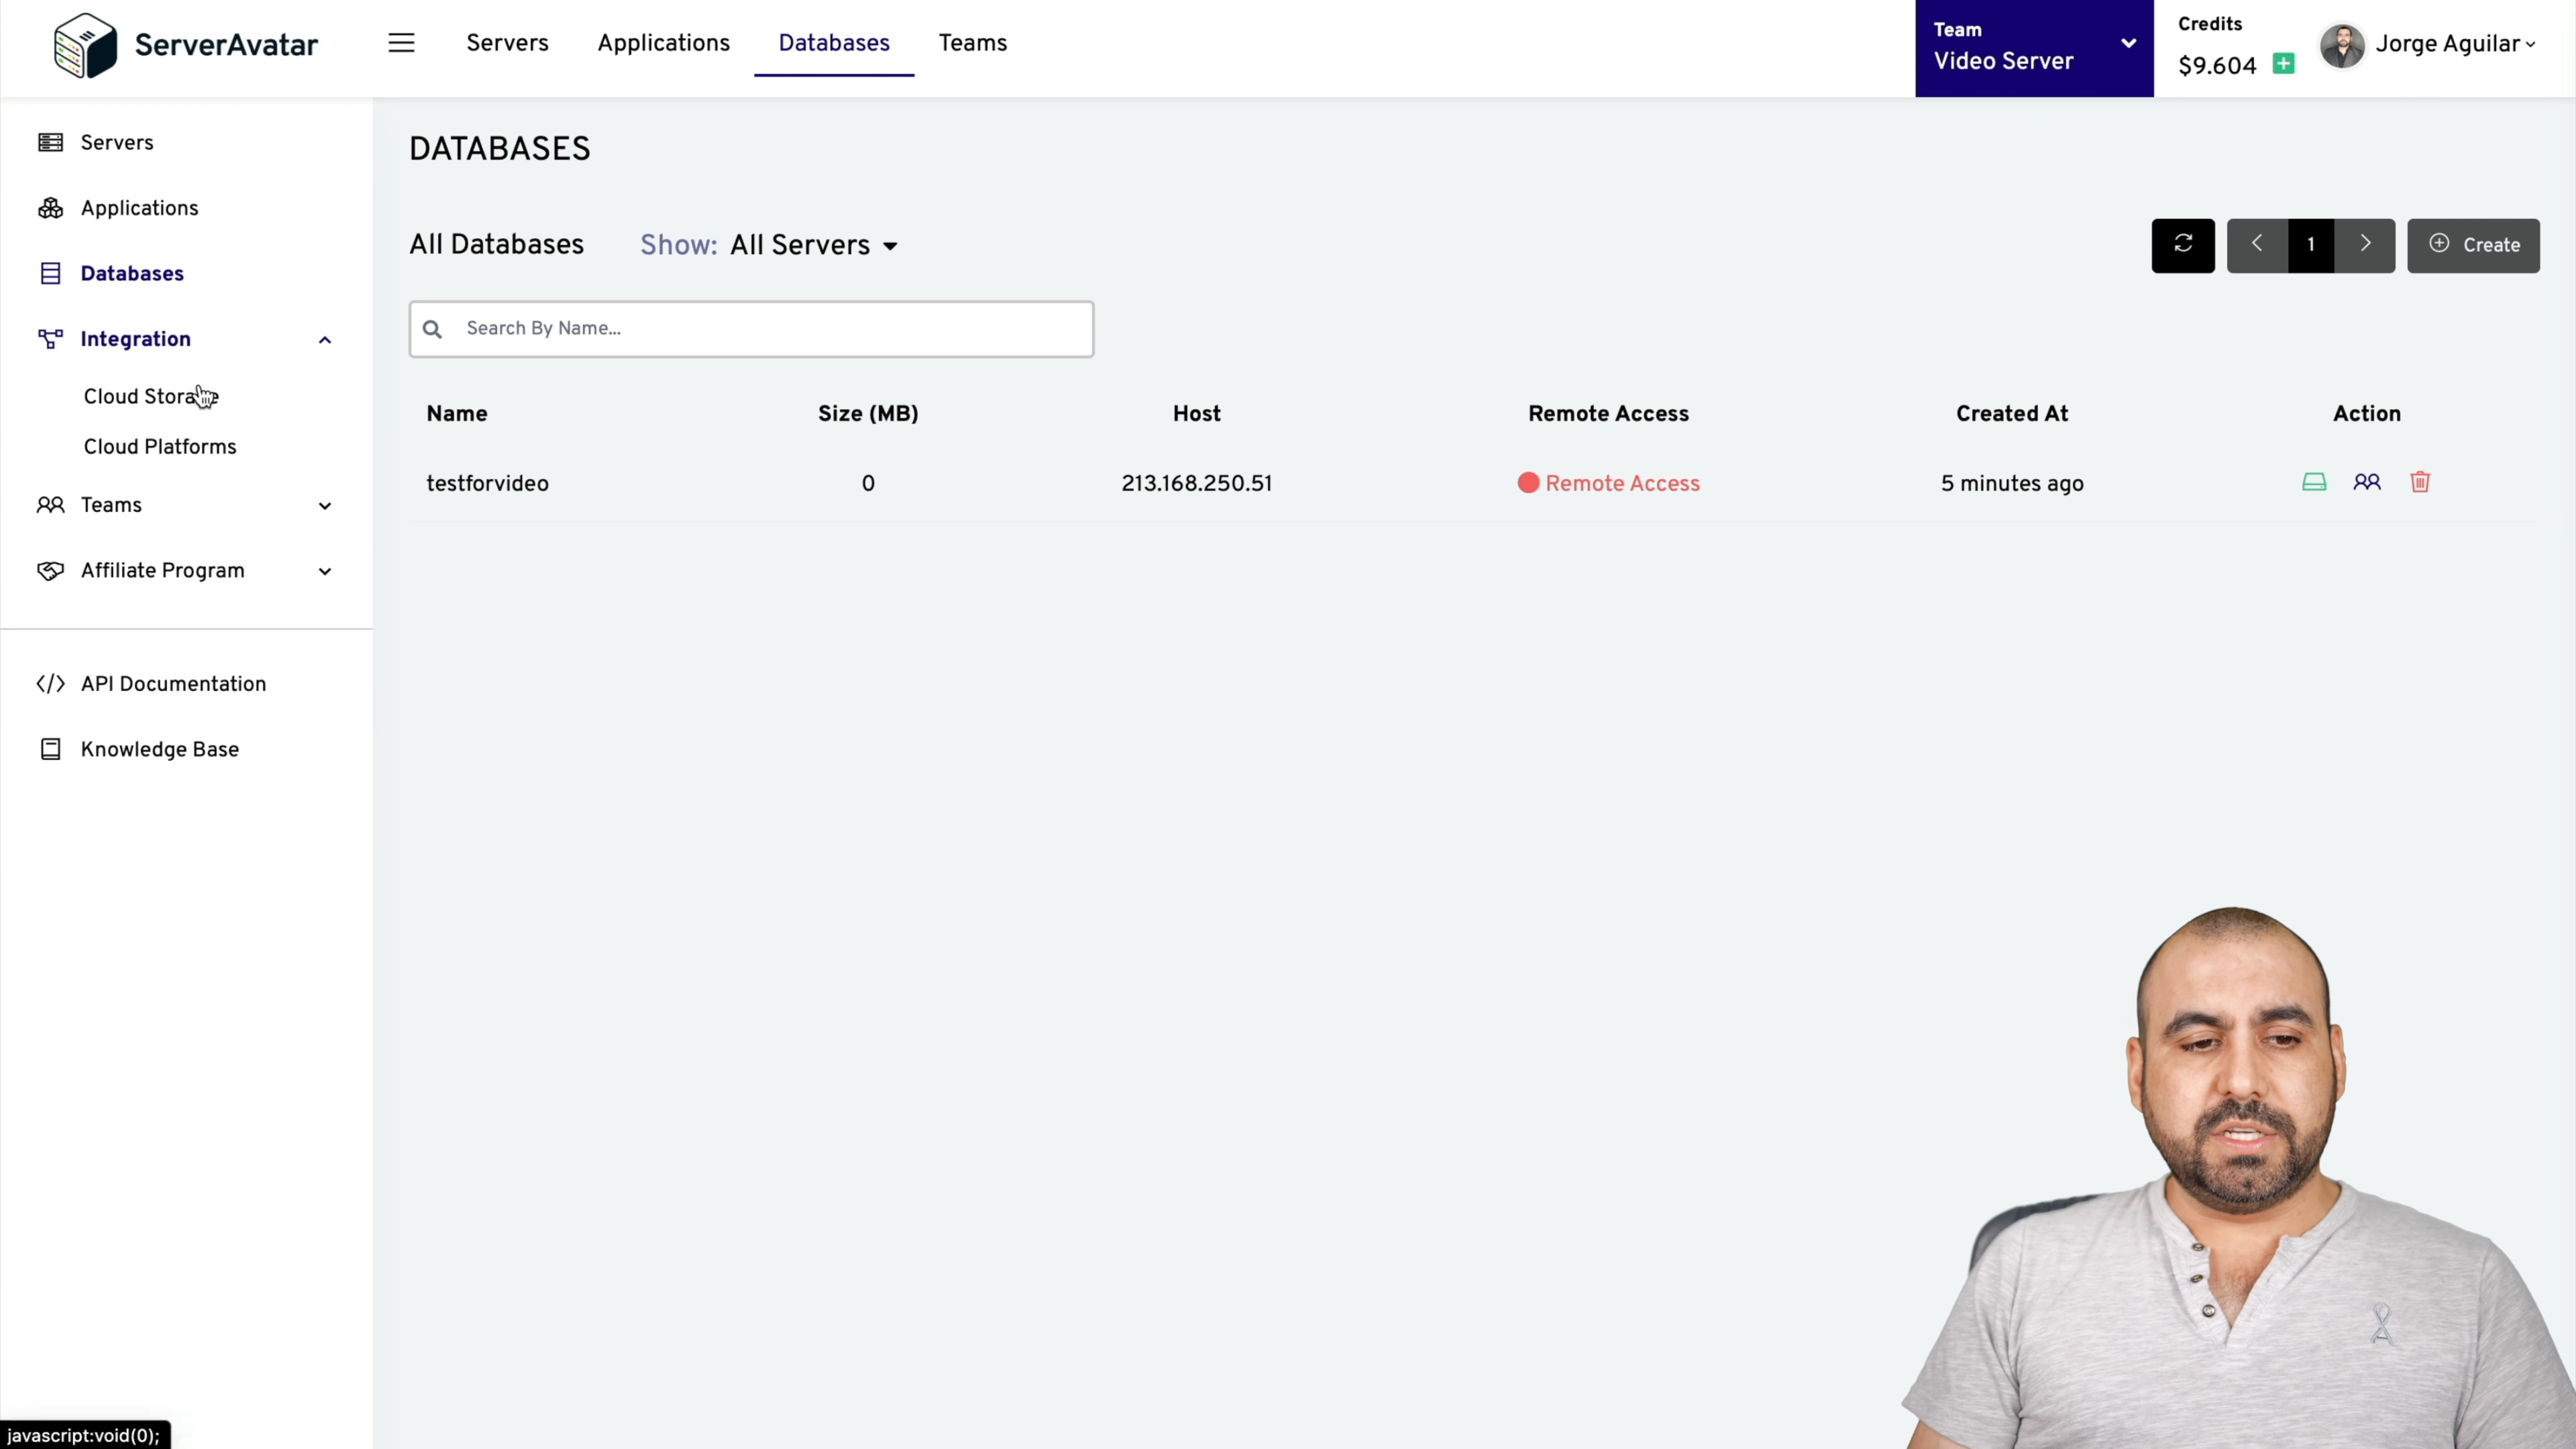 ServerAvatar
Servers Applications Databases Teams
Team
Video Server
Credits
$9.604
Jorge Aguilar
Servers
Applications
Databases
Integration
Cloud Storage
Cloud Platforms
Teams
Affiliate Program
API Documentation
Knowledge Base
DATABASES
All Databases Show: All Servers
1 Create
Search By Name...
Name Size (MB) Host Remote Access Created At Action
testforvideo 0 213.168.250.51 Remote Access 5 minutes ago
javascript:void(0);